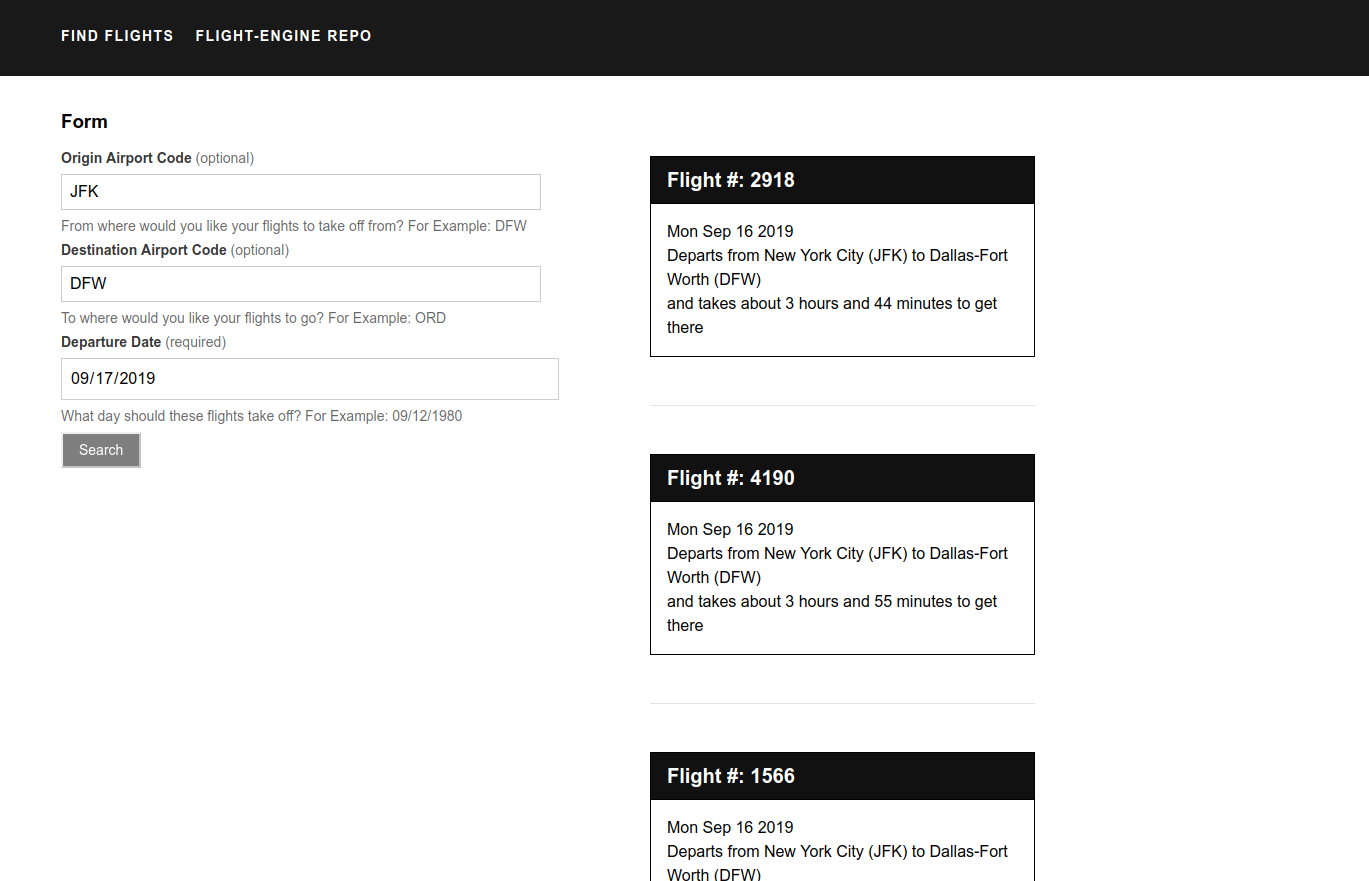 FIND FLIGHTS FLIGHT-ENGINE REPO
Form
Origin Airport Code (optional)
JFK
From where would you like your flights to take off from? For Example: DFW
Destination Airport Code (optional)
DFW
To where would you like your flights to go? For Example: ORD
Departure Date (required)
09/17/2019
What day should these flights take off? For Example: 09/12/1980
Search
Flight #: 2918
Mon Sep 16 2019
Departs from New York City (JFK) to Dallas-Fort
Worth (DFW)
and takes about 3 hours and 44 minutes to get
there
Flight #: 4190
Mon Sep 16 2019
Departs from New York City (JFK) to Dallas-Fort
Worth (DFW)
and takes about 3 hours and 55 minutes to get
there
Flight #: 1566
Mon Sep 16 2019
Departs from New York City (JFK) to Dallas-Fort
Worth (DFW)